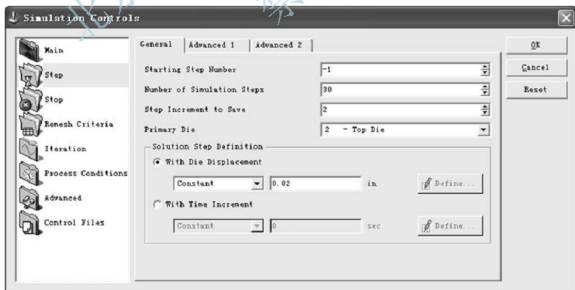 Simulation Controls
Main
Step
Stop
Remesh Criteria
Iteration
Process Conditions
Advanced
Control Files
General
Advanced 1
Advanced 2
Starting Step Number
-1
Number of Simulation Steps
30
Step Increment to Save
2
Primary Die
2 - Top Die
Solution Step Definition
With Die Displacement
Constant
0.02
in
Define...
With Time Increment
Constant
0
sec
Define...
OK
Cancel
Reset